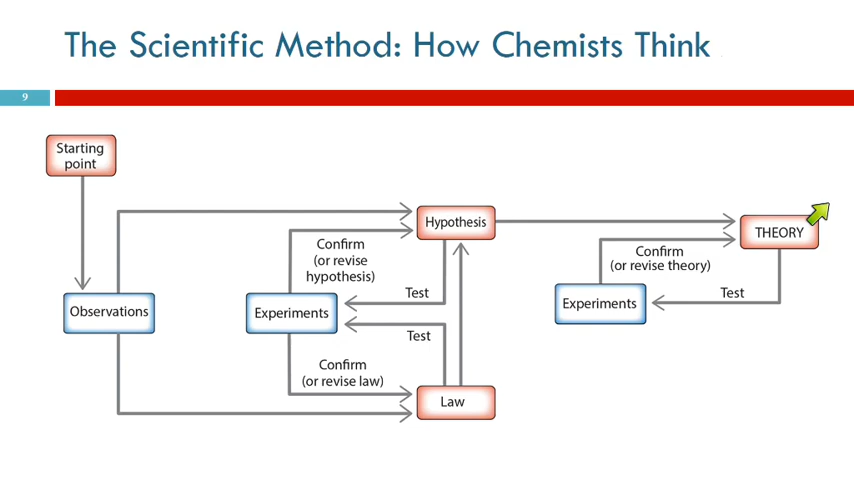 The Scientific Method: How Chemists Think
9
Starting
point
Hypothesis
THEORY
Confirm
(or revise
hypothesis)
Confirm
(or revise theory)
Test
Test
Observations
Experiments
Experiments
Test
Confirm
(or revise law)
Law